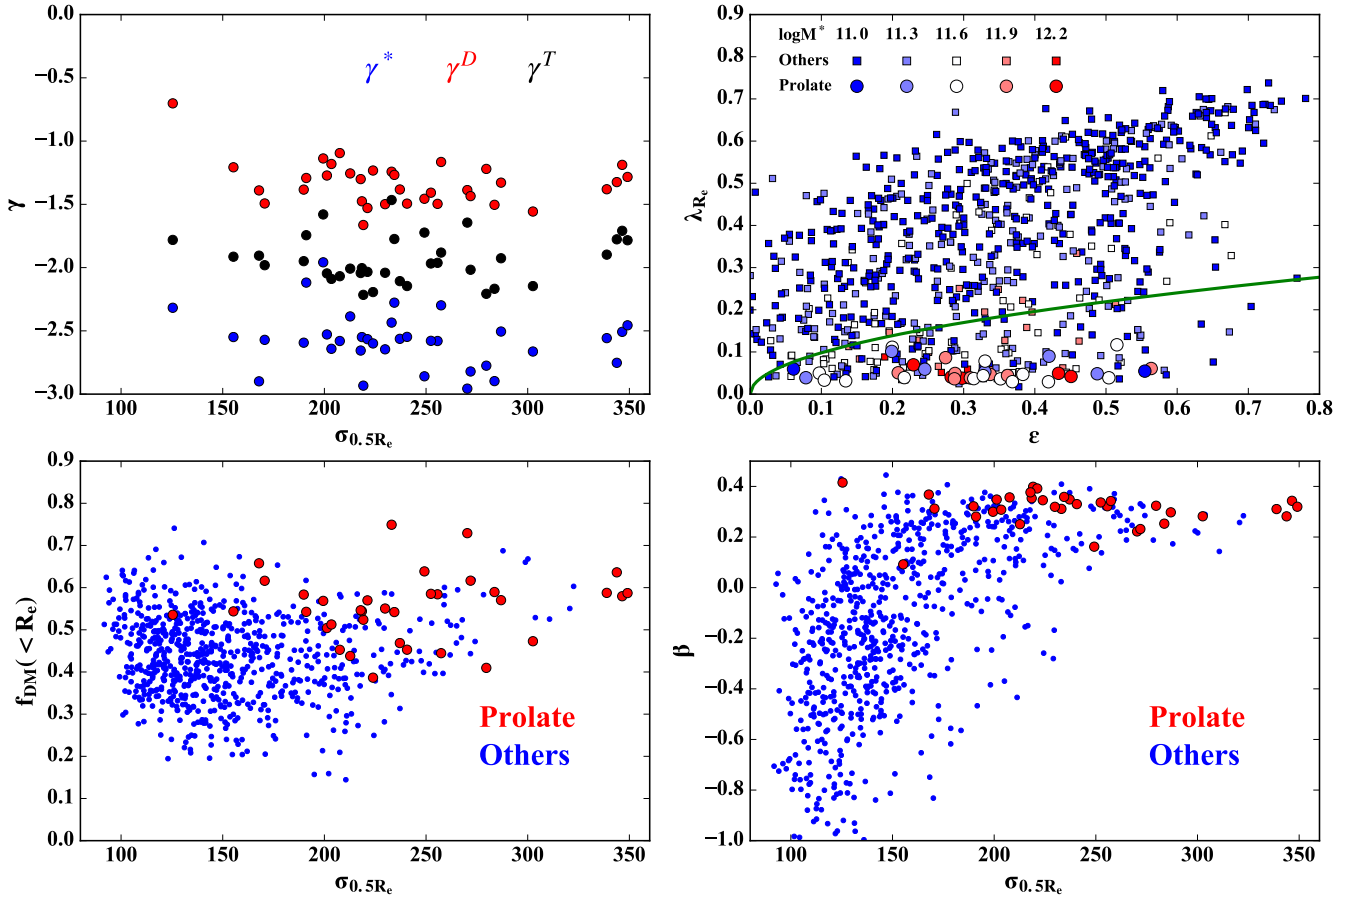 0.0
−0.5
−1.0
−1.5
−2.0
−2.5
−3.0
γ
γ* γD γT
100 150 200 250 300 350
σ0.5Re
0.9
0.8
0.7
0.6
0.5
0.4
0.3
0.2
0.1
0.0
λRe
logM* 11.0 11.3 11.6 11.9 12.2
Others
Prolate
0.0 0.1 0.2 0.3 0.4 0.5 0.6 0.7 0.8
ε
0.9
0.8
0.7
0.6
0.5
0.4
0.3
0.2
0.1
0.0
fDM(<Re)
Prolate
Others
100 150 200 250 300 350
σ0.5Re
0.4
0.2
0.0
−0.2
−0.4
−0.6
−0.8
−1.0
β
Prolate
Others
100 150 200 250 300 350
σ0.5Re